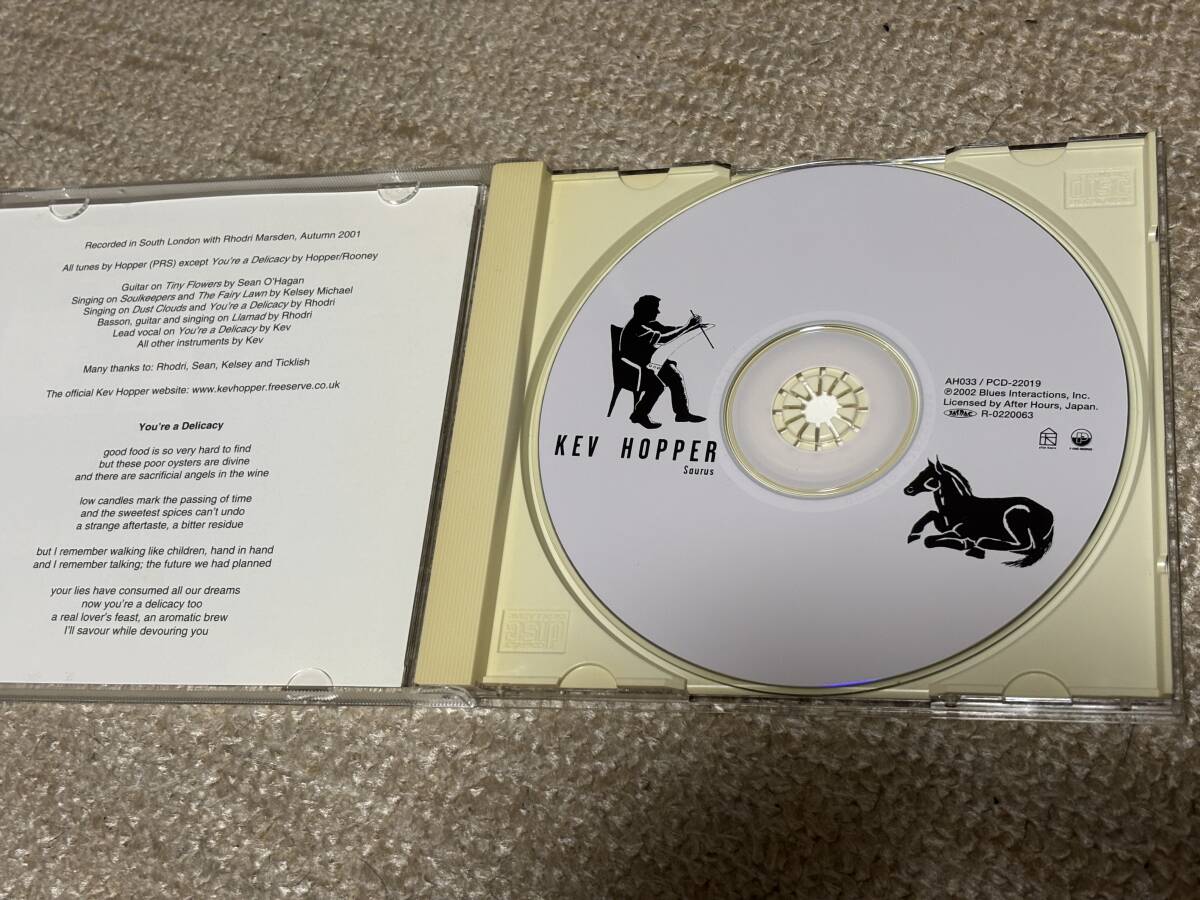 Recorded in South London with Rhodri Marsden, Autumn 2001
All tunes by Hopper (PRS) except You're a Delicacy by Hopper/Rooney
Guitar on Tiny Flowers by Sean O'Hagan
Singing on Soulkeepers and The Fairy Lawn by Kelsey Michael
Singing on Dust Clouds and You're a Delicacy by Rhodri
Basson, guitar and singing on Llamad by Rhodri
Lead vocal on You're a Delicacy by Kev
All other instruments by Kev
Many thanks to: Rhodri, Sean, Kelsey and Ticklish
The official Kev Hopper website: www.kevhopper.freeserve.co.uk
You're a Delicacy
good food is so very hard to find
but these poor oysters are divine
and there are sacrificial angels in the wine
low candles mark the passing of time
and the sweetest spices can't undo
a strange aftertaste, a bitter residue
but I remember walking like children, hand in hand
and I remember talking; the future we had planned
your lies have consumed all our dreams
now you're a delicacy too
a real lover's feast, an aromatic brew
I'll savour while devouring you
KEV HOPPER
Saurus
AH033 / PCD-22019
℗2002 Blues Interactions, Inc.
Licensed by After Hours, Japan.
R-0220063
disc
disc